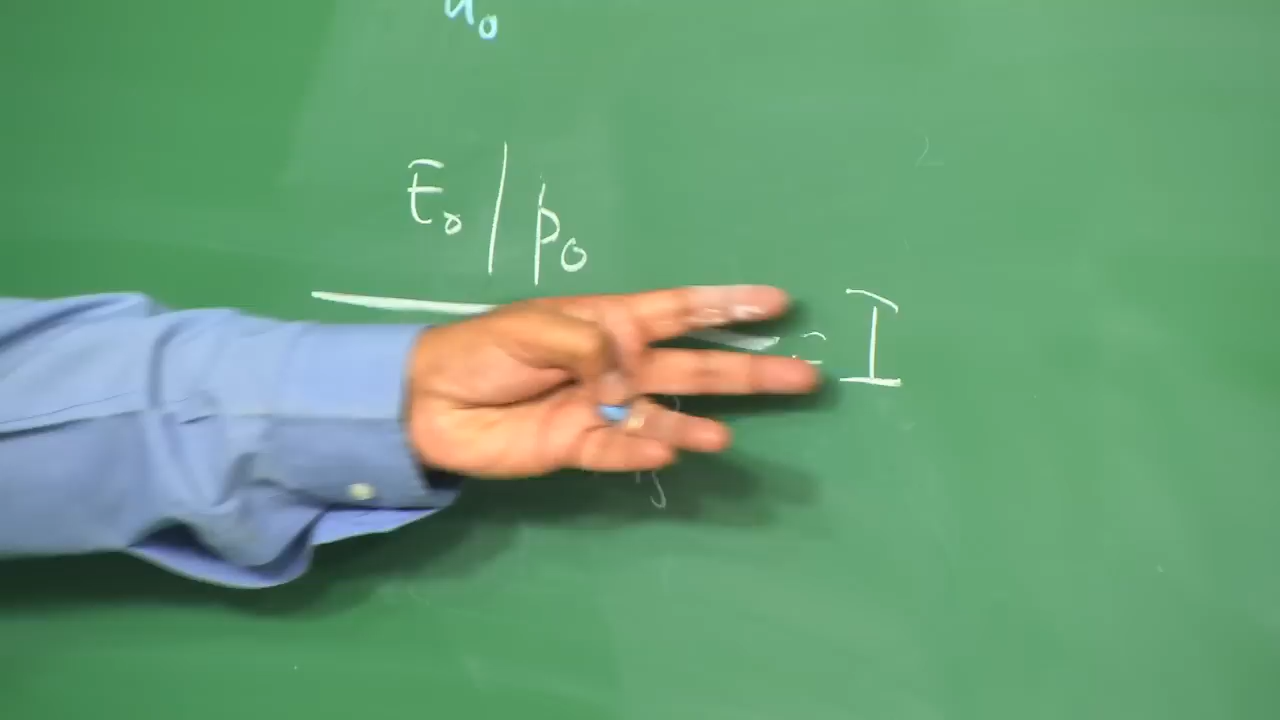 u₀
E₀ / p₀
= I